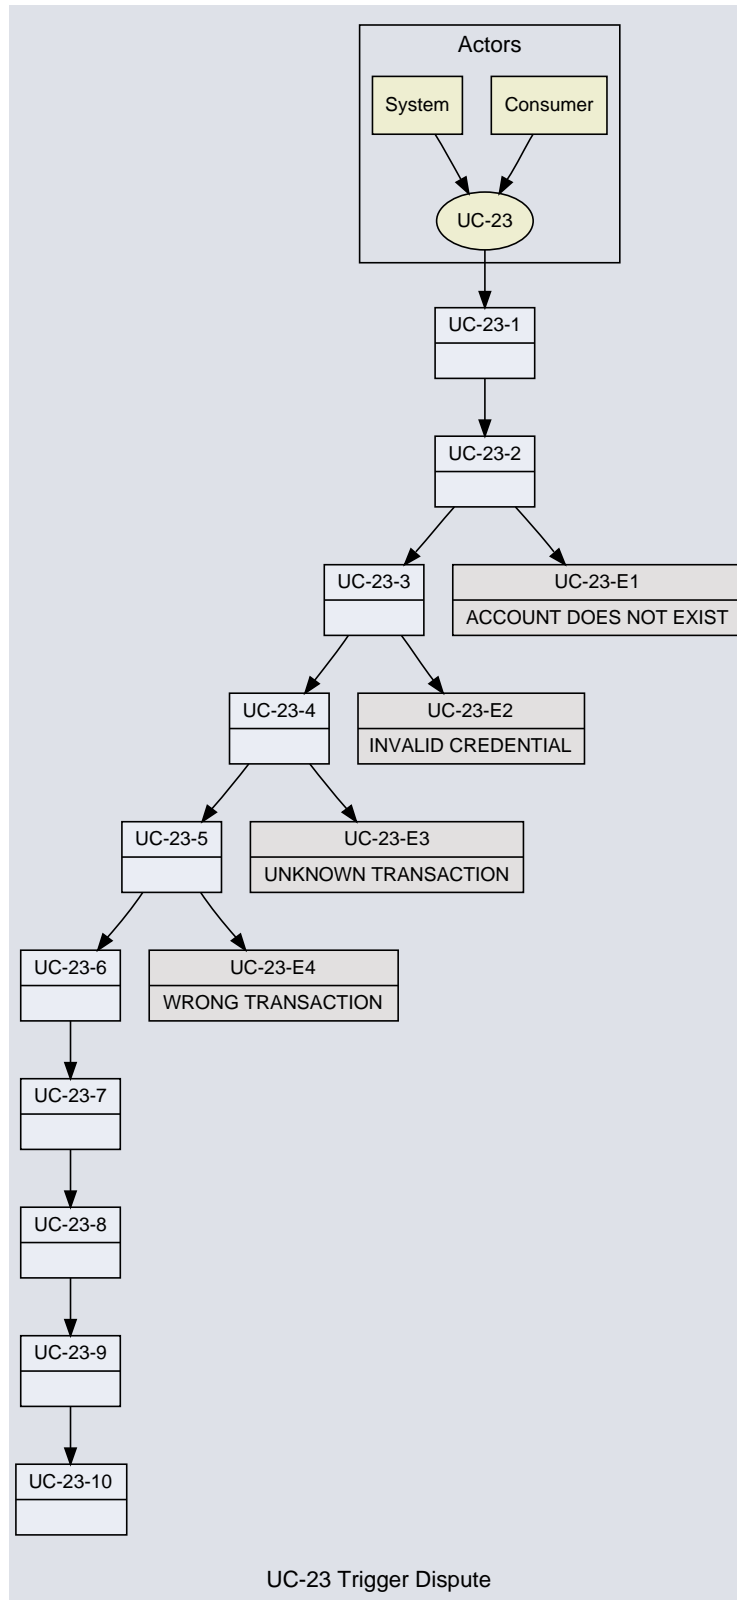 Actors
System
Consumer
UC-23
UC-23-1
UC-23-2
UC-23-3
UC-23-E1
ACCOUNT DOES NOT EXIST
UC-23-4
UC-23-E2
INVALID CREDENTIAL
UC-23-5
UC-23-E3
UNKNOWN TRANSACTION
UC-23-6
UC-23-E4
WRONG TRANSACTION
UC-23-7
UC-23-8
UC-23-9
UC-23-10
UC-23 Trigger Dispute